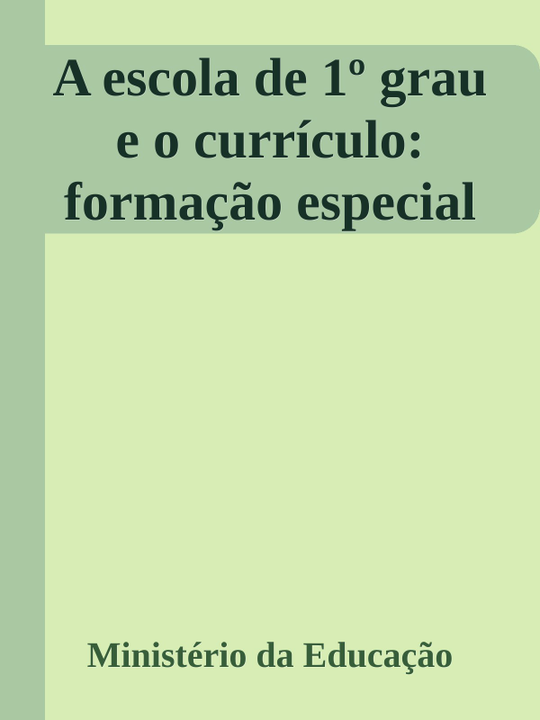 A escola de 1º grau
e o currículo:
formação especial
Ministério da Educação